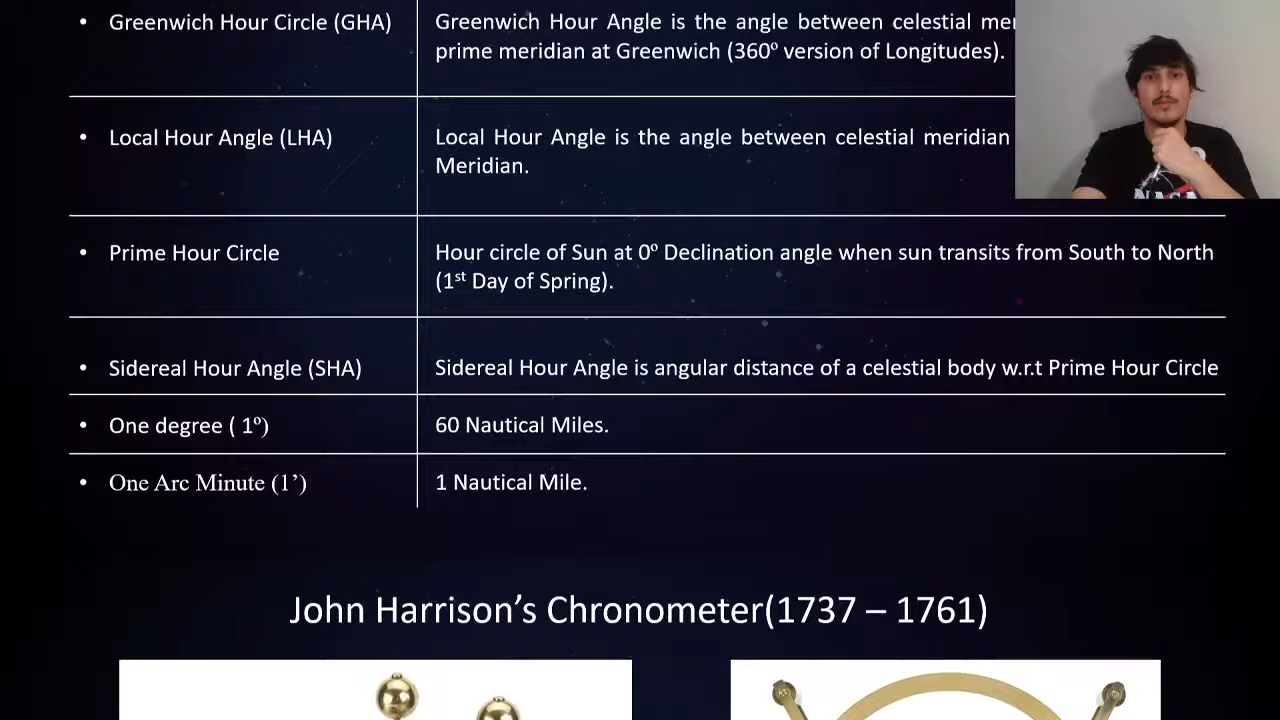 • Greenwich Hour Circle (GHA)
Greenwich Hour Angle is the angle between celestial
prime meridian at Greenwich (360º version of Longitudes).
• Local Hour Angle (LHA)
Local Hour Angle is the angle between celestial meridian
Meridian.
• Prime Hour Circle
Hour circle of Sun at 0º Declination angle when sun transits from South to North
(1st Day of Spring).
• Sidereal Hour Angle (SHA)
Sidereal Hour Angle is angular distance of a celestial body w.r.t Prime Hour Circle
• One degree ( 1º)
60 Nautical Miles.
• One Arc Minute (1’)
1 Nautical Mile.
John Harrison’s Chronometer(1737 – 1761)